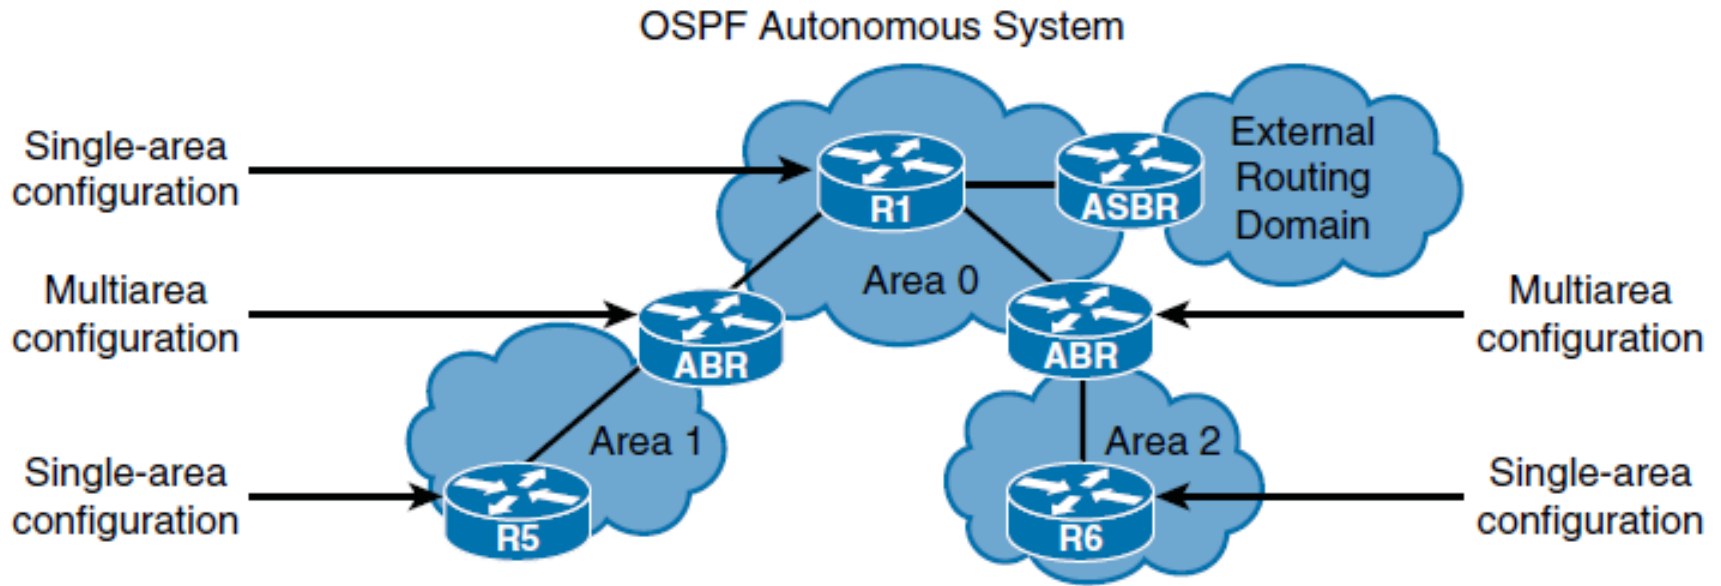 OSPF Autonomous System
Single-area
configuration
R1
ASBR
External
Routing
Domain
Multiarea
configuration
Area 0
ABR
ABR
Multiarea
configuration
Area 1
Area 2
Single-area
configuration
R5
R6
Single-area
configuration